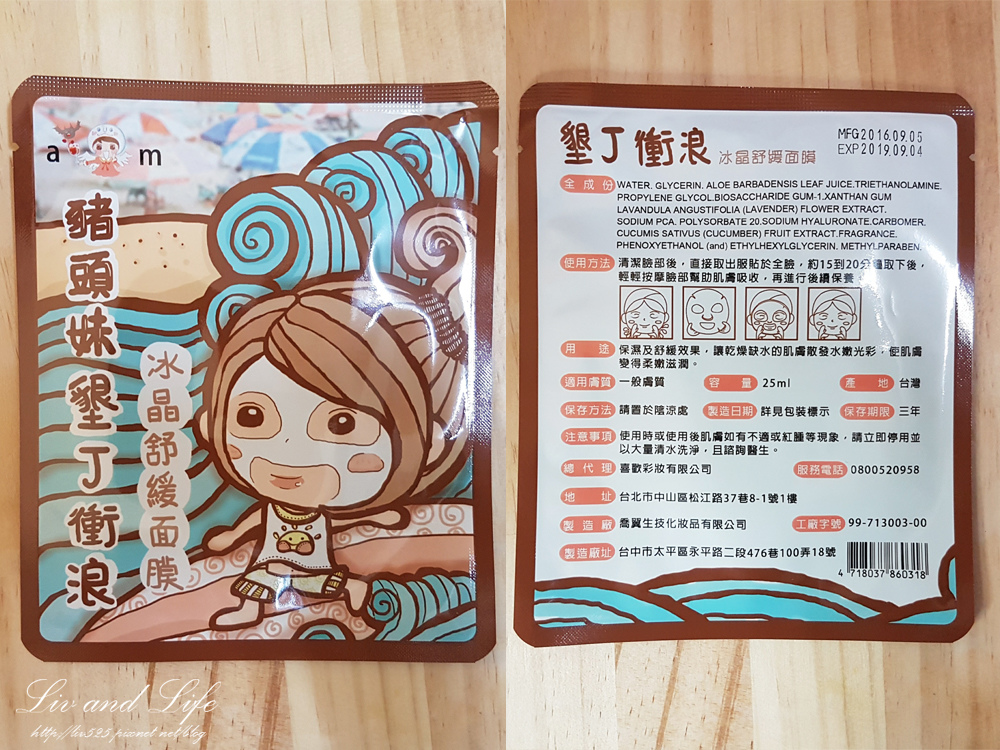 a m
豬頭妹墾丁衝浪
冰晶舒緩面膜
Liv and Life
http://liv525.pixnet.net/blog
墾丁衝浪 冰晶舒緩面膜
MFG2016.09.05
EXP2019.09.04
全成份 WATER. GLYCERIN. ALOE BARBADENSIS LEAF JUICE.TRIETHANOLAMINE.
PROPYLENE GLYCOL.BIOSACCHARIDE GUM-1.XANTHAN GUM
LAVANDULA ANGUSTIFOLIA (LAVENDER) FLOWER EXTRACT.
SODIUM PCA. POLYSORBATE 20.SODIUM HYALURONATE.CARBOMER.
CUCUMIS SATIVUS (CUCUMBER) FRUIT EXTRACT.FRAGRANCE.
PHENOXYETHANOL (and) ETHYLHEXYLGLYCERIN. METHYLPARABEN.
使用方法 清潔臉部後，直接取出服貼於全臉，約15到20分鐘取下後，
輕輕按摩臉部幫助肌膚吸收，再進行後續保養。
用途 保濕及舒緩效果，讓乾燥缺水的肌膚散發水嫩光彩，使肌膚
變得柔嫩滋潤。
適用膚質 一般膚質 容量 25ml 產地 台灣
保存方法 請置於陰涼處 製造日期 詳見包裝標示 保存期限 三年
注意事項 使用時或使用後肌膚如有不適或紅腫等現象，請立即停用並
以大量清水洗淨，且諮詢醫生。
總代理 喜歡彩妝有限公司 服務電話 0800520958
地址 台北市中山區松江路37巷8-1號1樓
製造廠 喬翼生技化妝品有限公司 工廠字號 99-713003-00
製造廠址 台中市太平區永平路二段476巷100弄18號
4 718037 860318